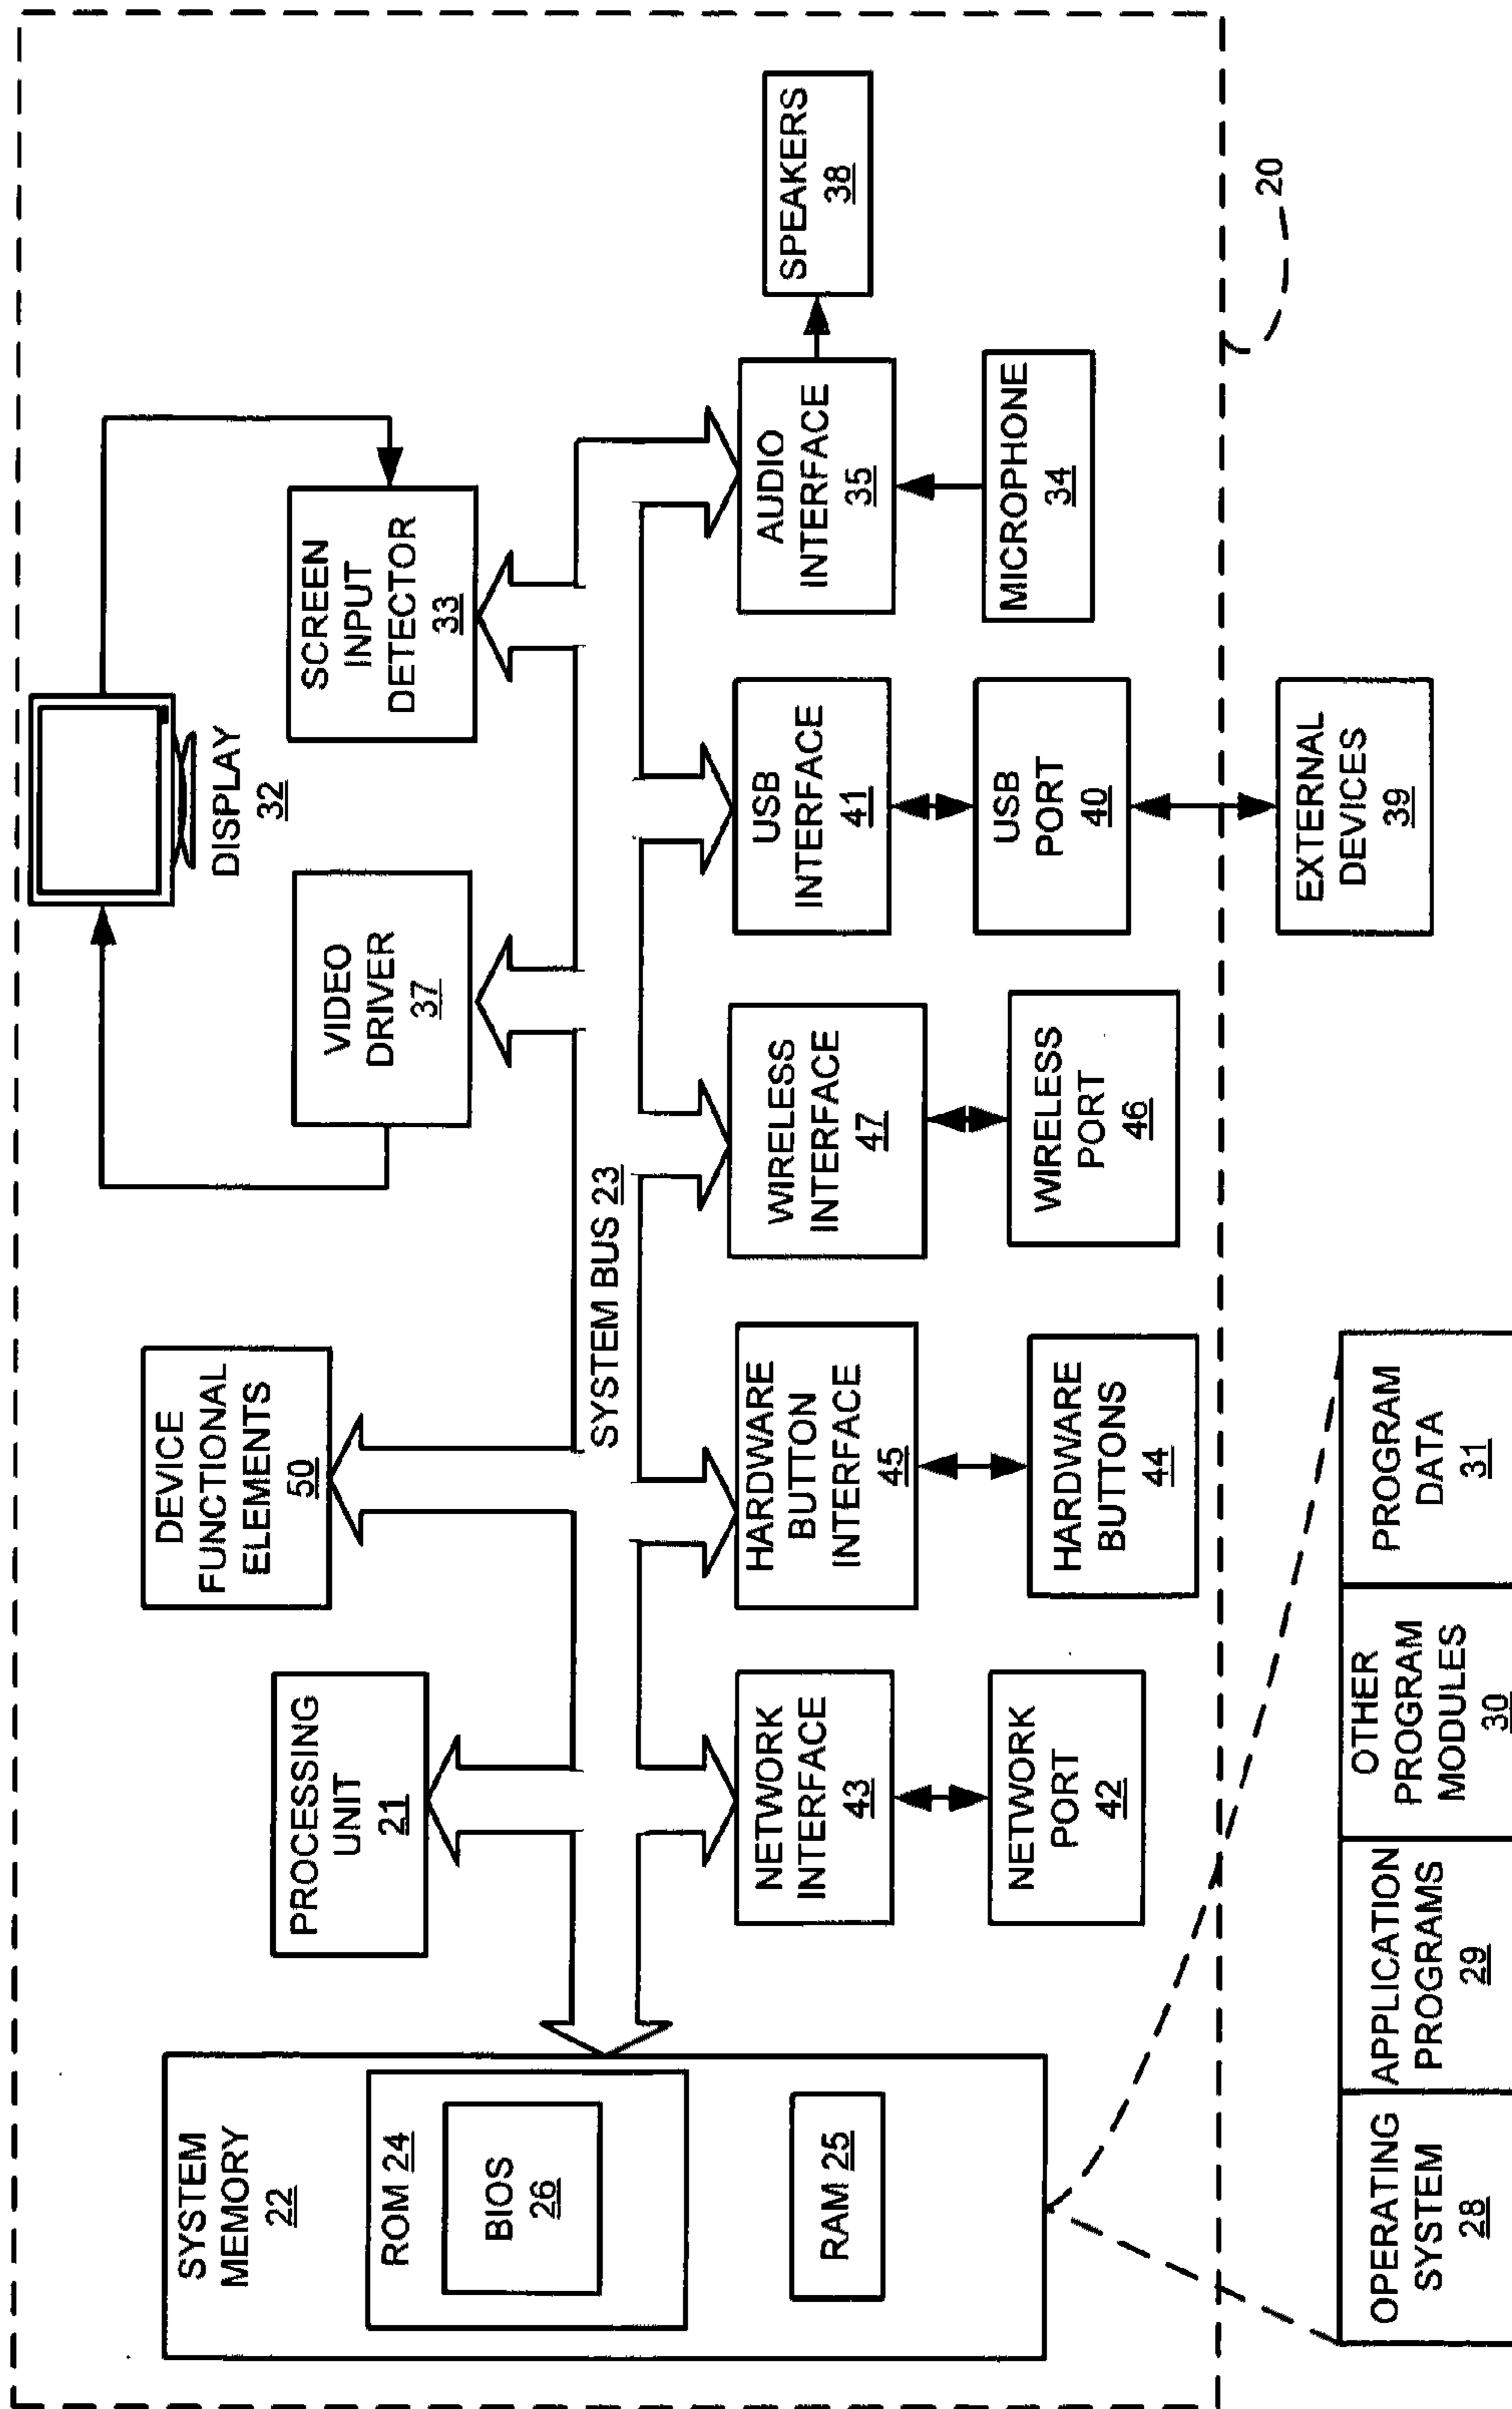 SYSTEM
MEMORY
22
ROM 24
BIOS
26
RAM 25
PROCESSING
UNIT
21
DEVICE
FUNCTIONAL
ELEMENTS
50
VIDEO
DRIVER
37
DISPLAY
32
SCREEN
INPUT
DETECTOR
33
SYSTEM BUS 23
NETWORK
INTERFACE
43
HARDWARE
BUTTON
INTERFACE
45
WIRELESS
INTERFACE
47
USB
INTERFACE
41
AUDIO
INTERFACE
35
SPEAKERS
38
NETWORK
PORT
42
HARDWARE
BUTTONS
44
WIRELESS
PORT
46
USB
PORT
40
MICROPHONE
34
20
EXTERNAL
DEVICES
39
OPERATING
SYSTEM
28
APPLICATION
PROGRAMS
29
OTHER
PROGRAM
MODULES
30
PROGRAM
DATA
31